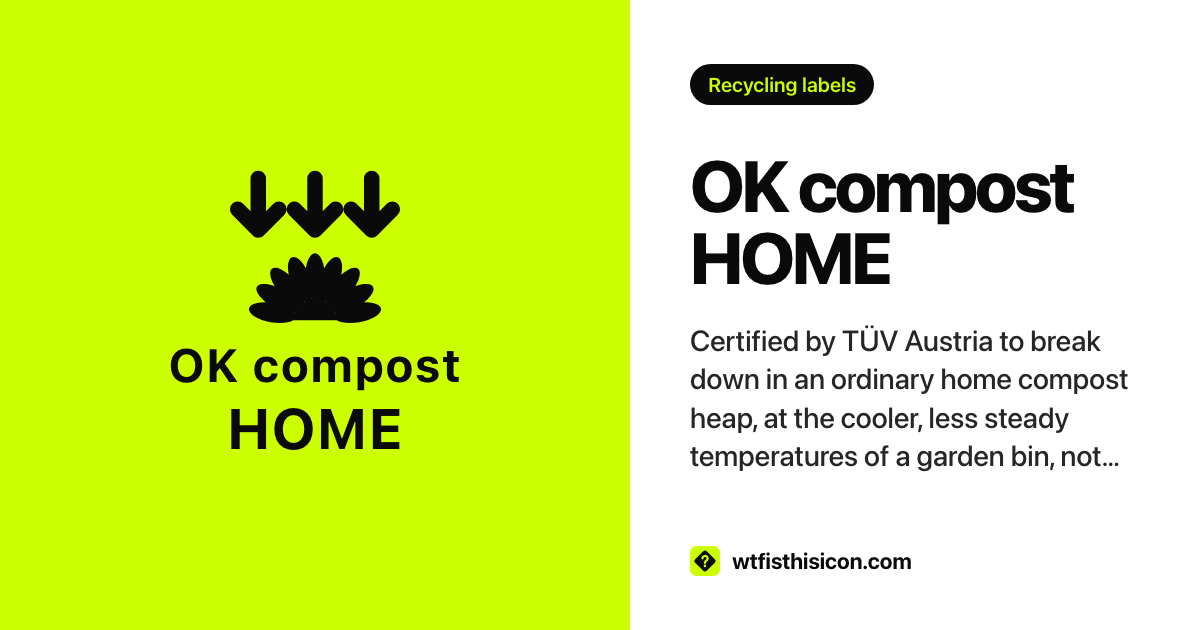 OK compost
HOME
Recycling labels
OK compost
HOME
Certified by TÜV Austria to break
down in an ordinary home compost
heap, at the cooler, less steady
temperatures of a garden bin, not...
?
wtfisthisicon.com